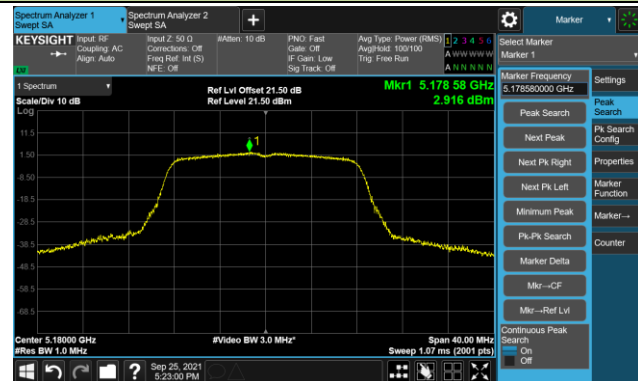 Spectrum Analyzer 1
Swept SA
Spectrum Analyzer 2
Swept SA
+
Marker
KEYSIGHT
Input: RF
Coupling: AC
Align: Auto
Input Z: 50 Ω
Corrections: Off
Freq Ref: Int (S)
NFE: Off
#Atten: 10 dB
PNO: Fast
Gate: Off
IF Gain: Low
Sig Track: Off
Avg Type: Power (RMS)
Avg|Hold: 100/100
Trig: Free Run
1 2 3 4 5 6
A W W W W W
A N N N N N
LXI
Select Marker
Marker 1
1 Spectrum
Scale/Div 10 dB
Log
Ref Lvl Offset 21.50 dB
Ref Level 21.50 dBm
Mkr1 5.178 58 GHz
2.916 dBm
Marker Frequency
5.178580000 GHz
Settings
Peak Search
Peak
Search
Next Peak
Pk Search
Config
Next Pk Right
Properties
Next Pk Left
Marker
Function
Minimum Peak
Marker→
Pk-Pk Search
Counter
Marker Delta
Mkr→CF
Mkr→Ref Lvl
Continuous Peak
Search
On
Off
11.5
1.50
-8.50
-18.5
-28.5
-38.5
-48.5
-58.5
-68.5
1
Center 5.18000 GHz
#Res BW 1.0 MHz
#Video BW 3.0 MHz*
Span 40.00 MHz
Sweep 1.07 ms (2001 pts)
?
Sep 25, 2021
5:23:00 PM